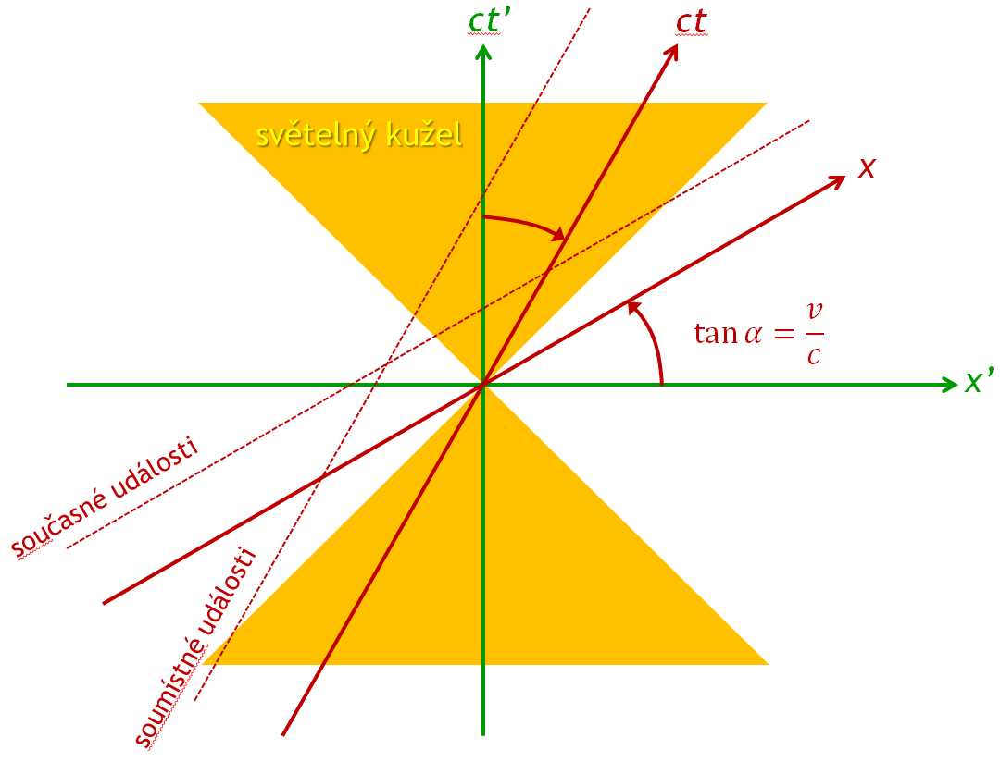 ct’
ct
světelný kužel
x
tan α = v/c
x’
současné události
soumístné události